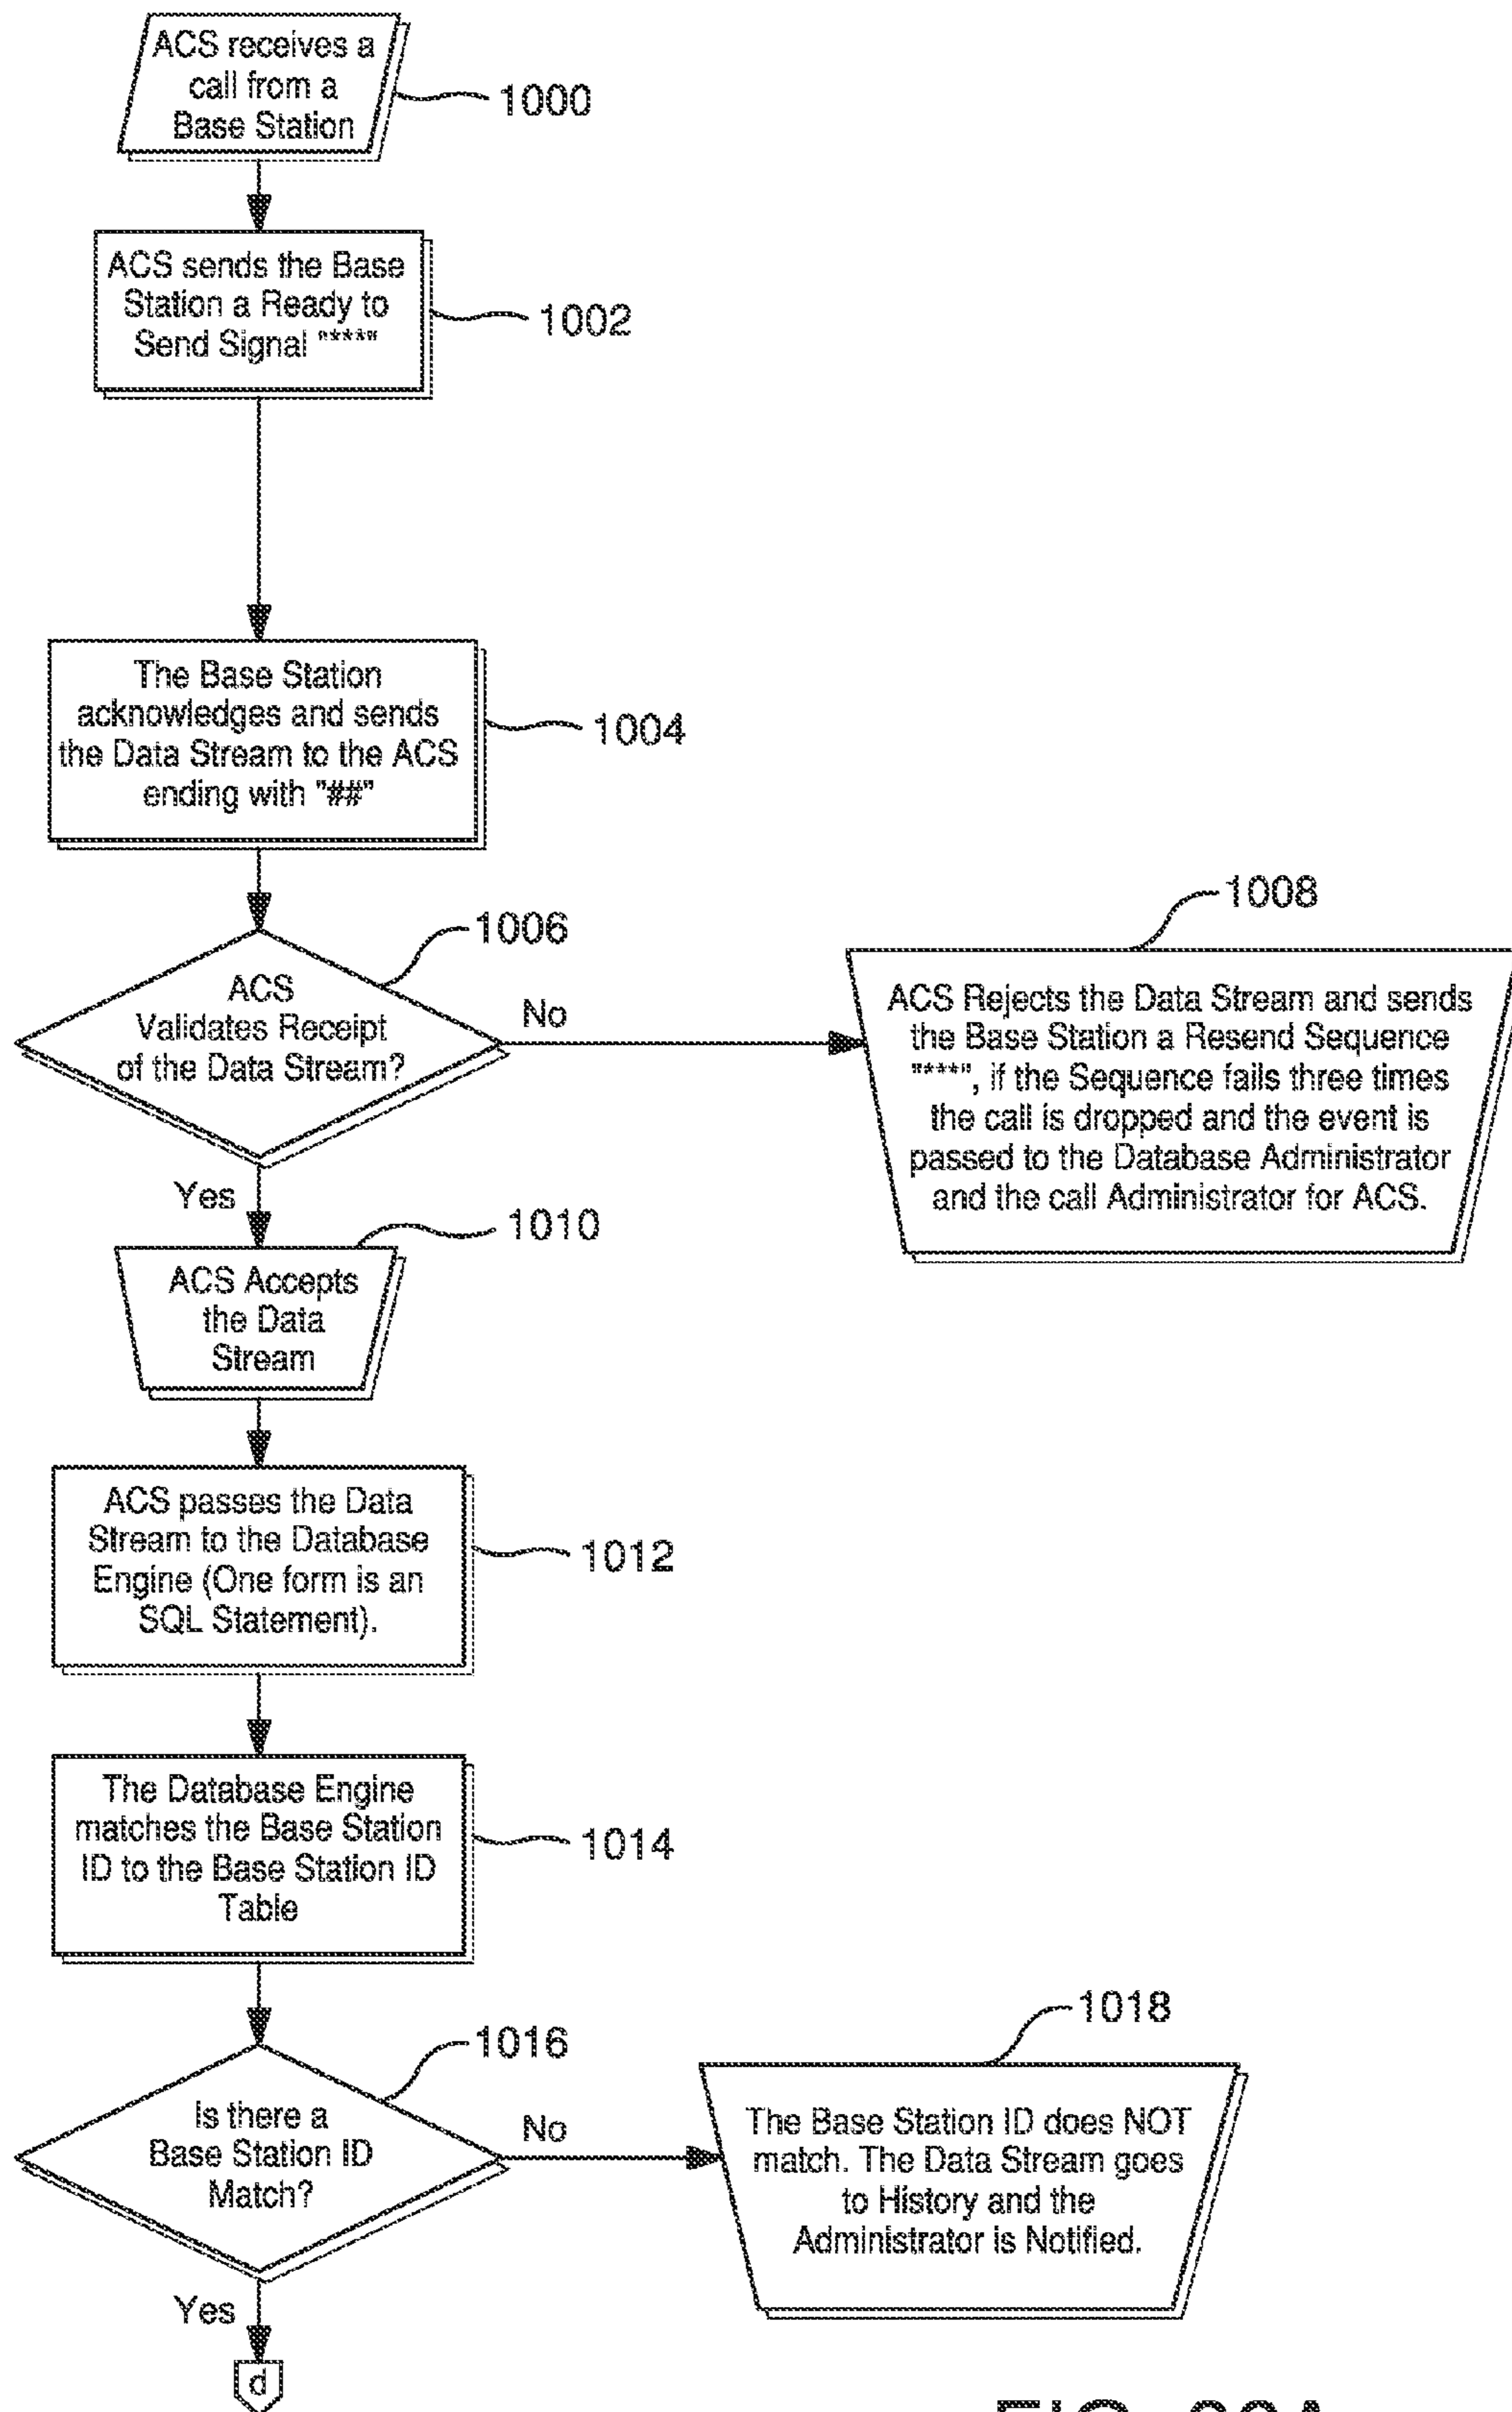 ACS receives a
call from a
Base Station
1000
ACS sends the Base
Station a Ready to
Send Signal "***"
1002
The Base Station
acknowledges and sends
the Data Stream to the ACS
ending with "##"
1004
1006
ACS
Validates Receipt
of the Data Stream?
No
1008
ACS Rejects the Data Stream and sends
the Base Station a Resend Sequence
"***", if the Sequence fails three times
the call is dropped and the event is
passed to the Database Administrator
and the call Administrator for ACS.
Yes
1010
ACS Accepts
the Data
Stream
ACS passes the Data
Stream to the Database
Engine (One form is an
SQL Statement).
1012
The Database Engine
matches the Base Station
ID to the Base Station ID
Table
1014
1016
Is there a
Base Station ID
Match?
No
1018
The Base Station ID does NOT
match. The Data Stream goes
to History and the
Administrator is Notified.
Yes
d